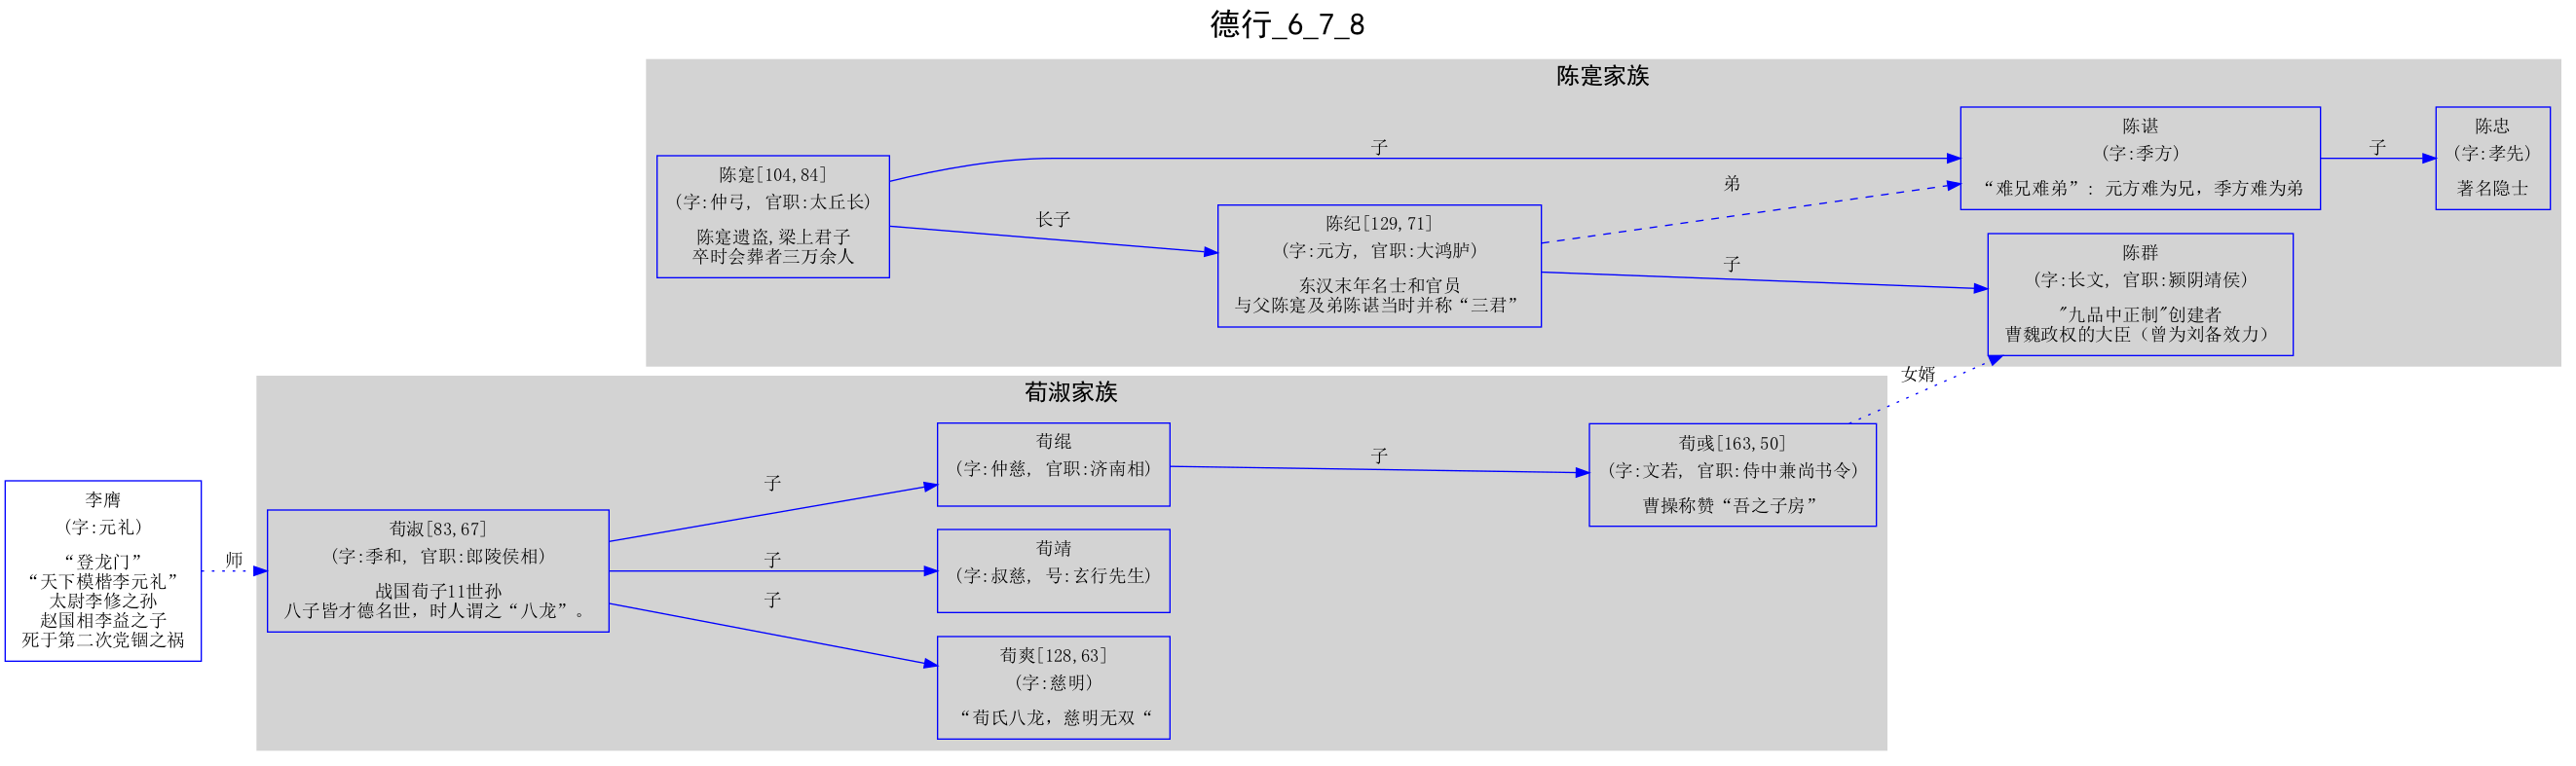 德行_6_7_8
陈寔家族
陈寔[104,84]
(字:仲弓, 官职:太丘长)
陈寔遗盗,梁上君子
卒时会葬者三万余人
子
长子
陈纪[129,71]
(字:元方, 官职:大鸿胪)
东汉末年名士和官员
与父陈寔及弟陈谌当时并称“三君”
弟
子
陈谌
(字:季方)
“难兄难弟”: 元方难为兄，季方难为弟
子
陈忠
(字:孝先)
著名隐士
陈群
(字:长文, 官职:颍阴靖侯)
"九品中正制"创建者
曹魏政权的大臣（曾为刘备效力）
女婿
荀淑家族
李膺
(字:元礼)
“登龙门”
“天下模楷李元礼”
太尉李修之孙
赵国相李益之子
死于第二次党锢之祸
师
荀淑[83,67]
(字:季和, 官职:郎陵侯相)
战国荀子11世孙
八子皆才德名世，时人谓之“八龙”。
子
子
子
荀绲
(字:仲慈, 官职:济南相)
荀靖
(字:叔慈, 号:玄行先生)
荀爽[128,63]
(字:慈明)
“荀氏八龙，慈明无双“
子
荀彧[163,50]
(字:文若, 官职:侍中兼尚书令)
曹操称赞“吾之子房”